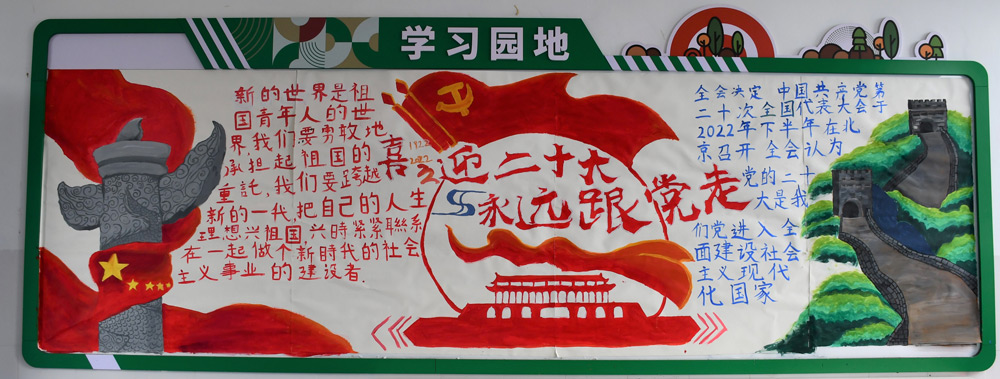 学习园地
新的世界是祖
国青年人的世
界,我们要勇敢地
承担起祖国的
重託,我们要跨越
新的一代,把自己的人生
理想兴祖国兴時紧紧聯系
在一起做个新時代的社会
主义事业的建设者.
喜迎二十大
永远跟党走
全会决定 中国共产党第
二十次全国代表大会于
2022年下半年在北
京召开 全会认为
党的二十
大是我
们党进入全
面建设社会
主义现代
化国家